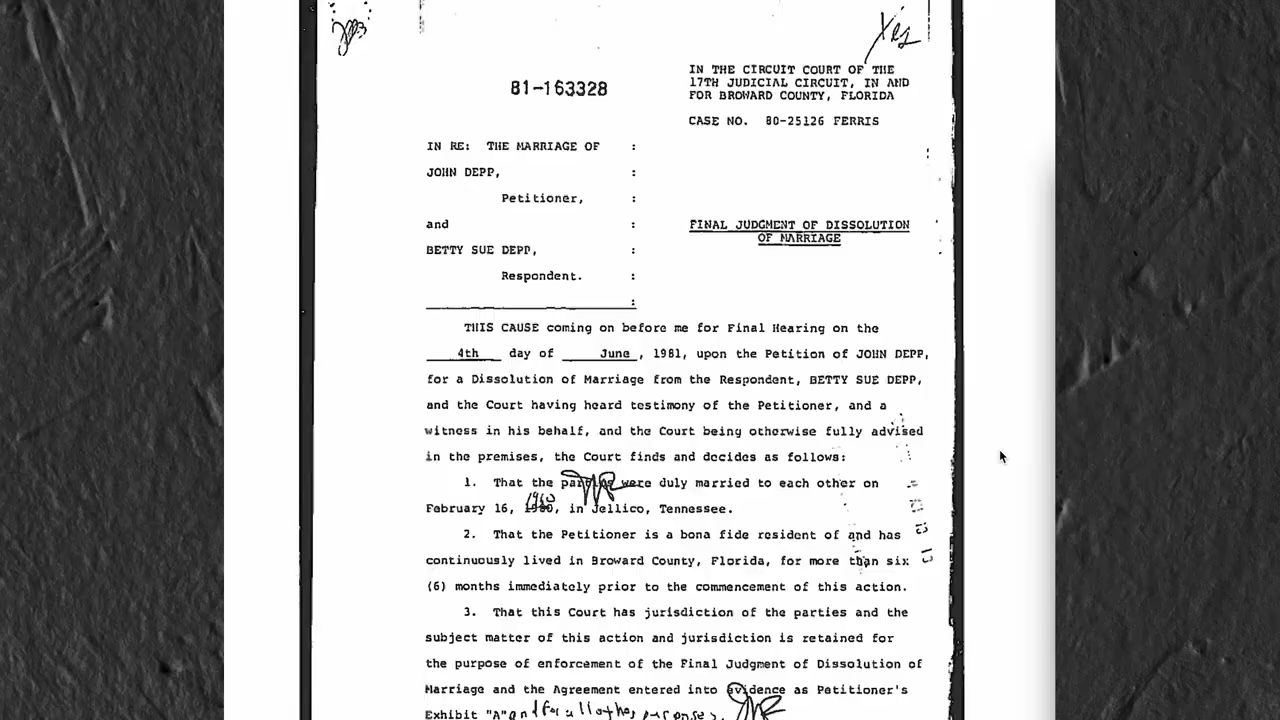 Yes
IN THE CIRCUIT COURT OF THE
17TH JUDICIAL CIRCUIT, IN AND
FOR BROWARD COUNTY, FLORIDA
81-163328
CASE NO. 80-25126 FERRIS
IN RE: THE MARRIAGE OF :
JOHN DEPP, :
Petitioner, :
and :
BETTY SUE DEPP, :
Respondent. :
:
FINAL JUDGMENT OF DISSOLUTION
OF MARRIAGE
THIS CAUSE coming on before me for Final Hearing on the
4th day of June, 1981, upon the Petition of JOHN DEPP,
for a Dissolution of Marriage from the Respondent, BETTY SUE DEPP,
and the Court having heard testimony of the Petitioner, and a
witness in his behalf, and the Court being otherwise fully advised
in the premises, the Court finds and decides as follows:
1. That the parties were duly married to each other on
February 16, 1960, in Jellico, Tennessee.
2. That the Petitioner is a bona fide resident of and has
continuously lived in Broward County, Florida, for more than six
(6) months immediately prior to the commencement of this action.
3. That this Court has jurisdiction of the parties and the
subject matter of this action and jurisdiction is retained for
the purpose of enforcement of the Final Judgment of Dissolution of
Marriage and the Agreement entered into evidence as Petitioner's
Exhibit "A" and for all other purposes.